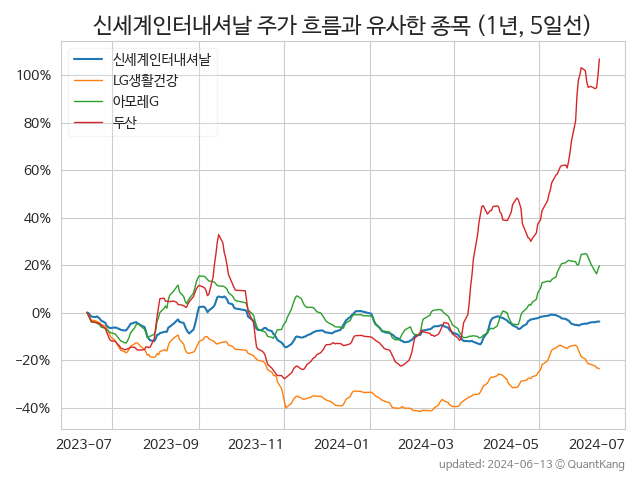 신세계인터내셔날 주가 흐름과 유사한 종목 (1년, 5일선)
신세계인터내셔날
LG생활건강
아모레G
두산
100%
80%
60%
40%
20%
0%
−20%
−40%
2023-07 2023-09 2023-11 2024-01 2024-03 2024-05 2024-07
updated: 2024-06-13 © QuantKang